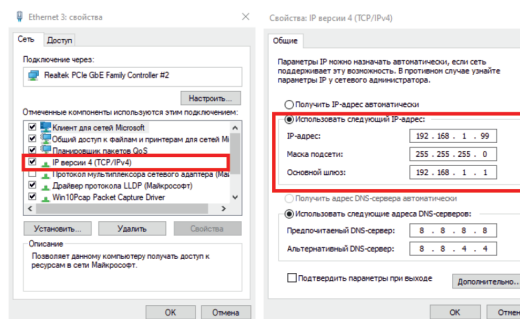 Ethernet 3: свойства
Сеть Доступ
Подключение через:
Realtek PCIe GbE Family Controller #2
Настроить...
Отмеченные компоненты используются этим подключением:
Клиент для сетей Microsoft
Общий доступ к файлам и принтерам для сетей Mi
Планировщик пакетов QoS
IP версии 4 (TCP/IPv4)
Протокол мультиплексора сетевого адаптера (Ма
Драйвер протокола LLDP (Майкрософт)
Win10Pcap Packet Capture Driver
Установить... Удалить Свойства
Описание
Позволяет данному компьютеру получать доступ к
ресурсам в сети Майкрософт.
OK Отмена
Свойства: IP версии 4 (TCP/IPv4)
Общие
Параметры IP можно назначать автоматически, если сеть
поддерживает эту возможность. В противном случае узнайте
параметры IP у сетевого администратора.
Получить IP-адрес автоматически
Использовать следующий IP-адрес:
IP-адрес: 192 . 168 . 1 . 99
Маска подсети: 255 . 255 . 255 . 0
Основной шлюз: 192 . 168 . 1 . 1
Получить адрес DNS-сервера автоматически
Использовать следующие адреса DNS-серверов:
Предпочитаемый DNS-сервер: 8 . 8 . 8 . 8
Альтернативный DNS-сервер: 8 . 8 . 4 . 4
Подтвердить параметры при выходе Дополнительно...
OK Отмен